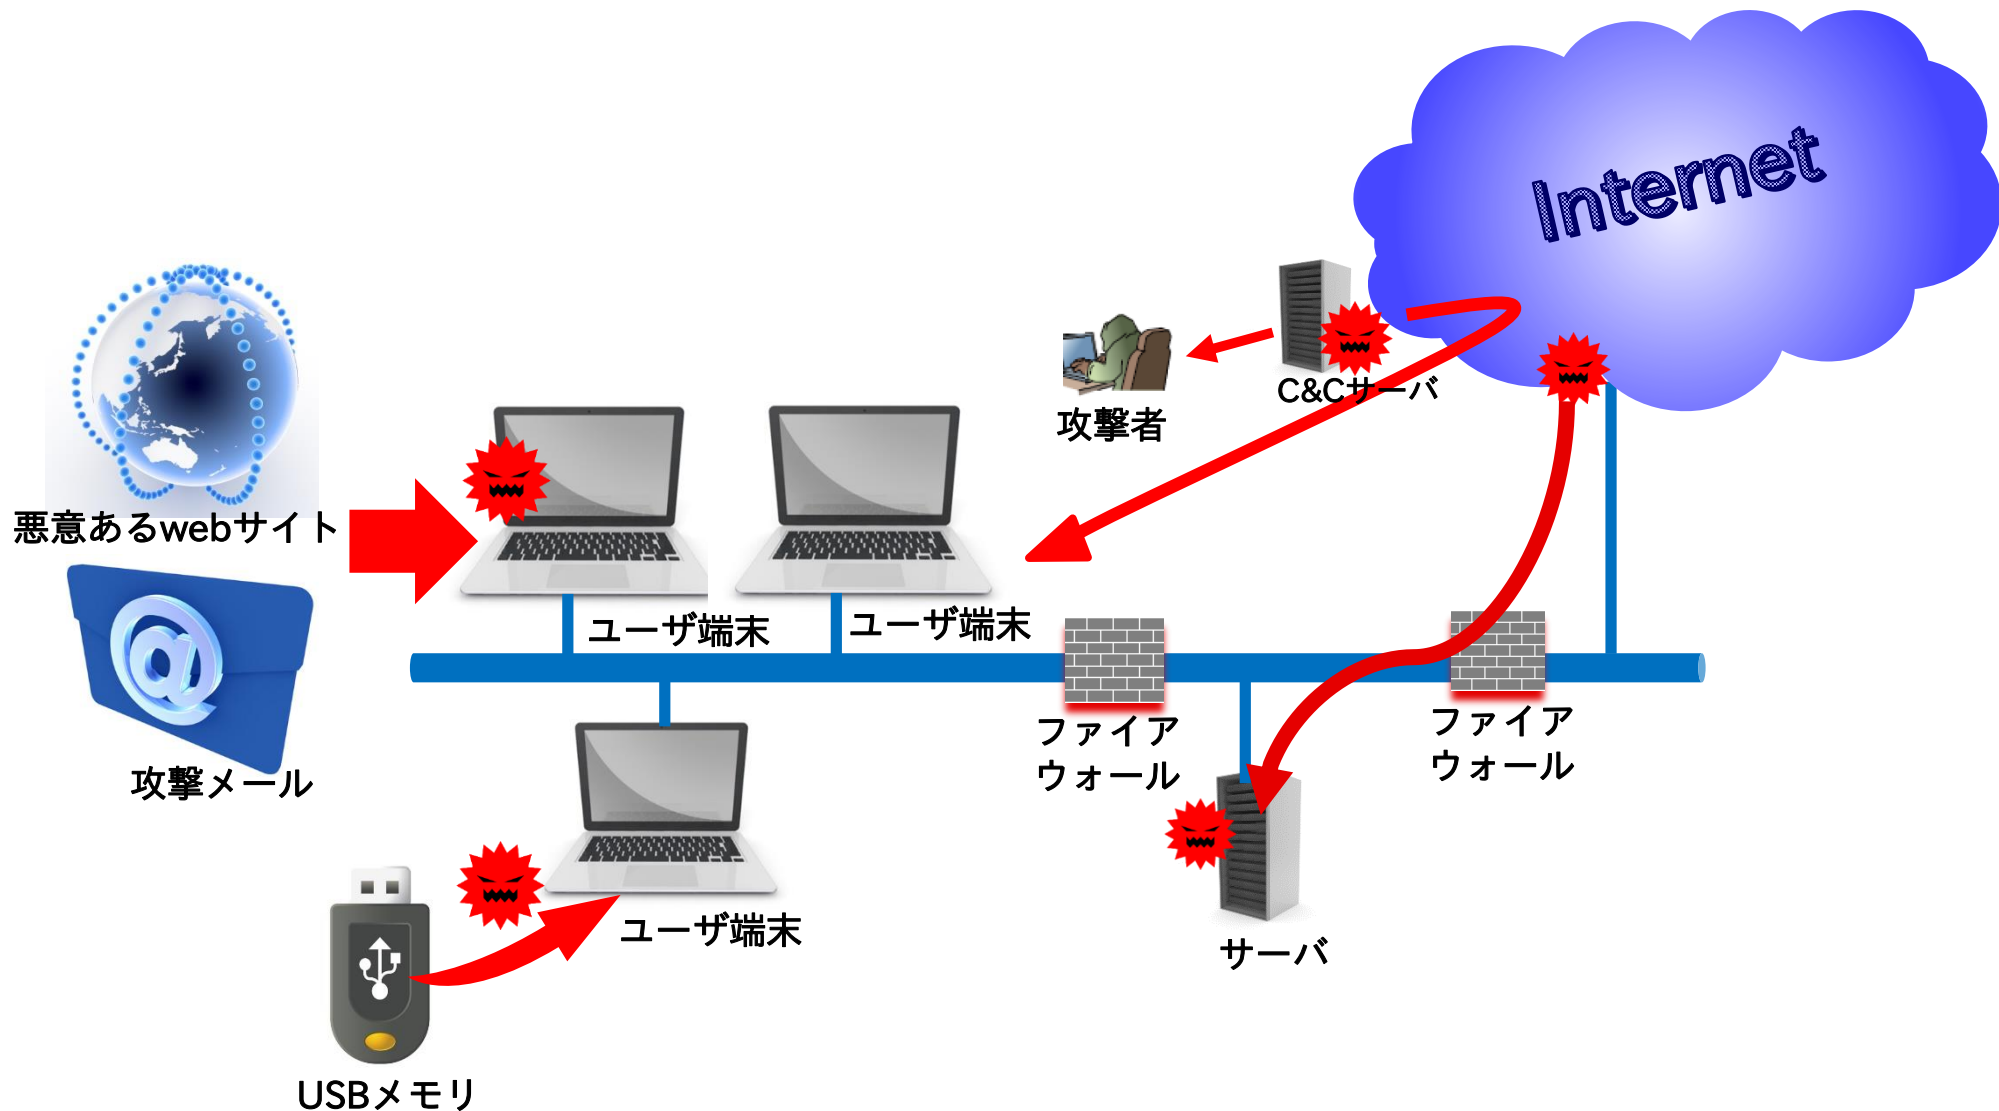 Internet
C&Cサーバ
攻撃者
悪意あるwebサイト
ユーザ端末
ユーザ端末
ファイア
ウォール
ファイア
ウォール
攻撃メール
ユーザ端末
サーバ
USBメモリ